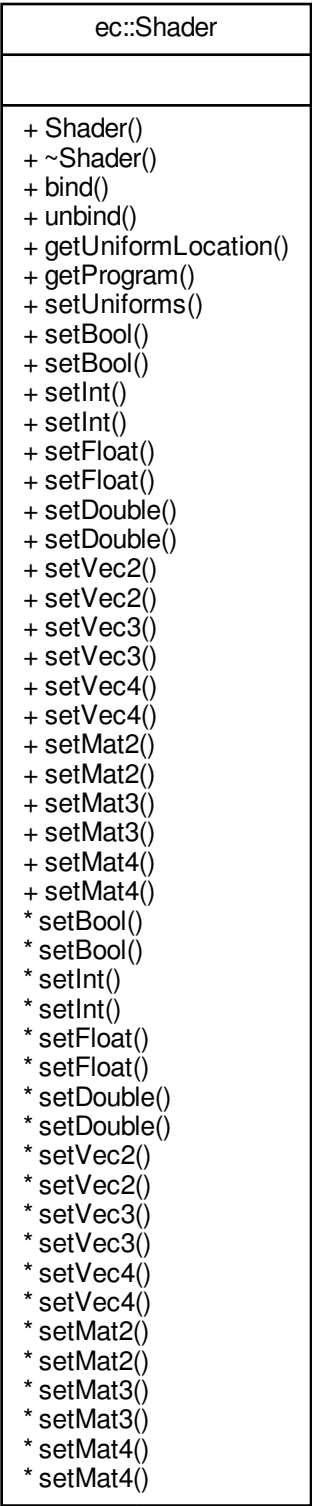 ec::Shader
+ Shader()
+ ~Shader()
+ bind()
+ unbind()
+ getUniformLocation()
+ getProgram()
+ setUniforms()
+ setBool()
+ setBool()
+ setInt()
+ setInt()
+ setFloat()
+ setFloat()
+ setDouble()
+ setDouble()
+ setVec2()
+ setVec2()
+ setVec3()
+ setVec3()
+ setVec4()
+ setVec4()
+ setMat2()
+ setMat2()
+ setMat3()
+ setMat3()
+ setMat4()
+ setMat4()
* setBool()
* setBool()
* setInt()
* setInt()
* setFloat()
* setFloat()
* setDouble()
* setDouble()
* setVec2()
* setVec2()
* setVec3()
* setVec3()
* setVec4()
* setVec4()
* setMat2()
* setMat2()
* setMat3()
* setMat3()
* setMat4()
* setMat4()